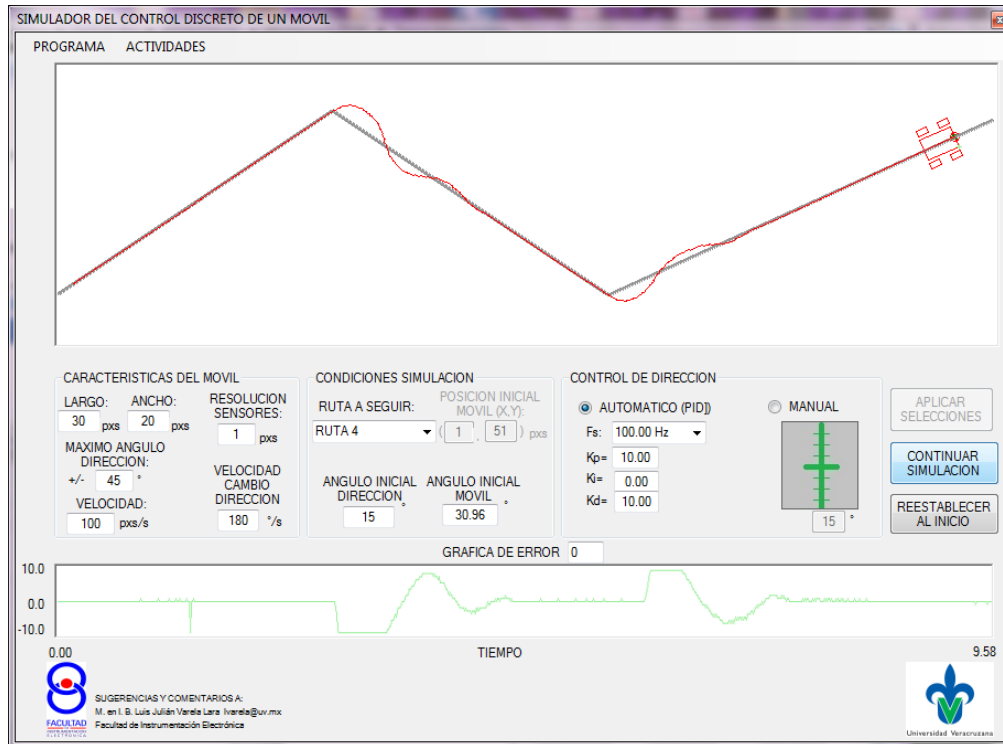 SIMULADOR DEL CONTROL DISCRETO DE UN MOVIL
PROGRAMA ACTIVIDADES
CARACTERISTICAS DEL MOVIL
LARGO: ANCHO: RESOLUCION SENSORES:
30 pxs 20 pxs 1 pxs
MAXIMO ANGULO DIRECCION:
+/- 45 °
VELOCIDAD:
100 pxs/s
VELOCIDAD CAMBIO DIRECCION
180 °/s
CONDICIONES SIMULACION
RUTA A SEGUIR:
RUTA 4
POSICION INICIAL MOVIL (X,Y):
( 1 , 51 ) pxs
ANGULO INICIAL DIRECCION
15 °
ANGULO INICIAL MOVIL
30.96 °
CONTROL DE DIRECCION
AUTOMATICO (PID])
Fs: 100.00 Hz
Kp= 10.00
Ki= 0.00
Kd= 10.00
MANUAL
15 °
APLICAR SELECCIONES
CONTINUAR SIMULACION
REESTABLECER AL INICIO
GRAFICA DE ERROR 0
10.0
0.0
-10.0
0.00 TIEMPO 9.58
FACULTAD
DE
INSTRUMENTACION
ELECTRONICA
SUGERENCIAS Y COMENTARIOS A:
M. en I. B. Luis Julián Varela Lara lvarela@uv.mx
Facultad de Instrumentación Electrónica
Universidad Veracruzana